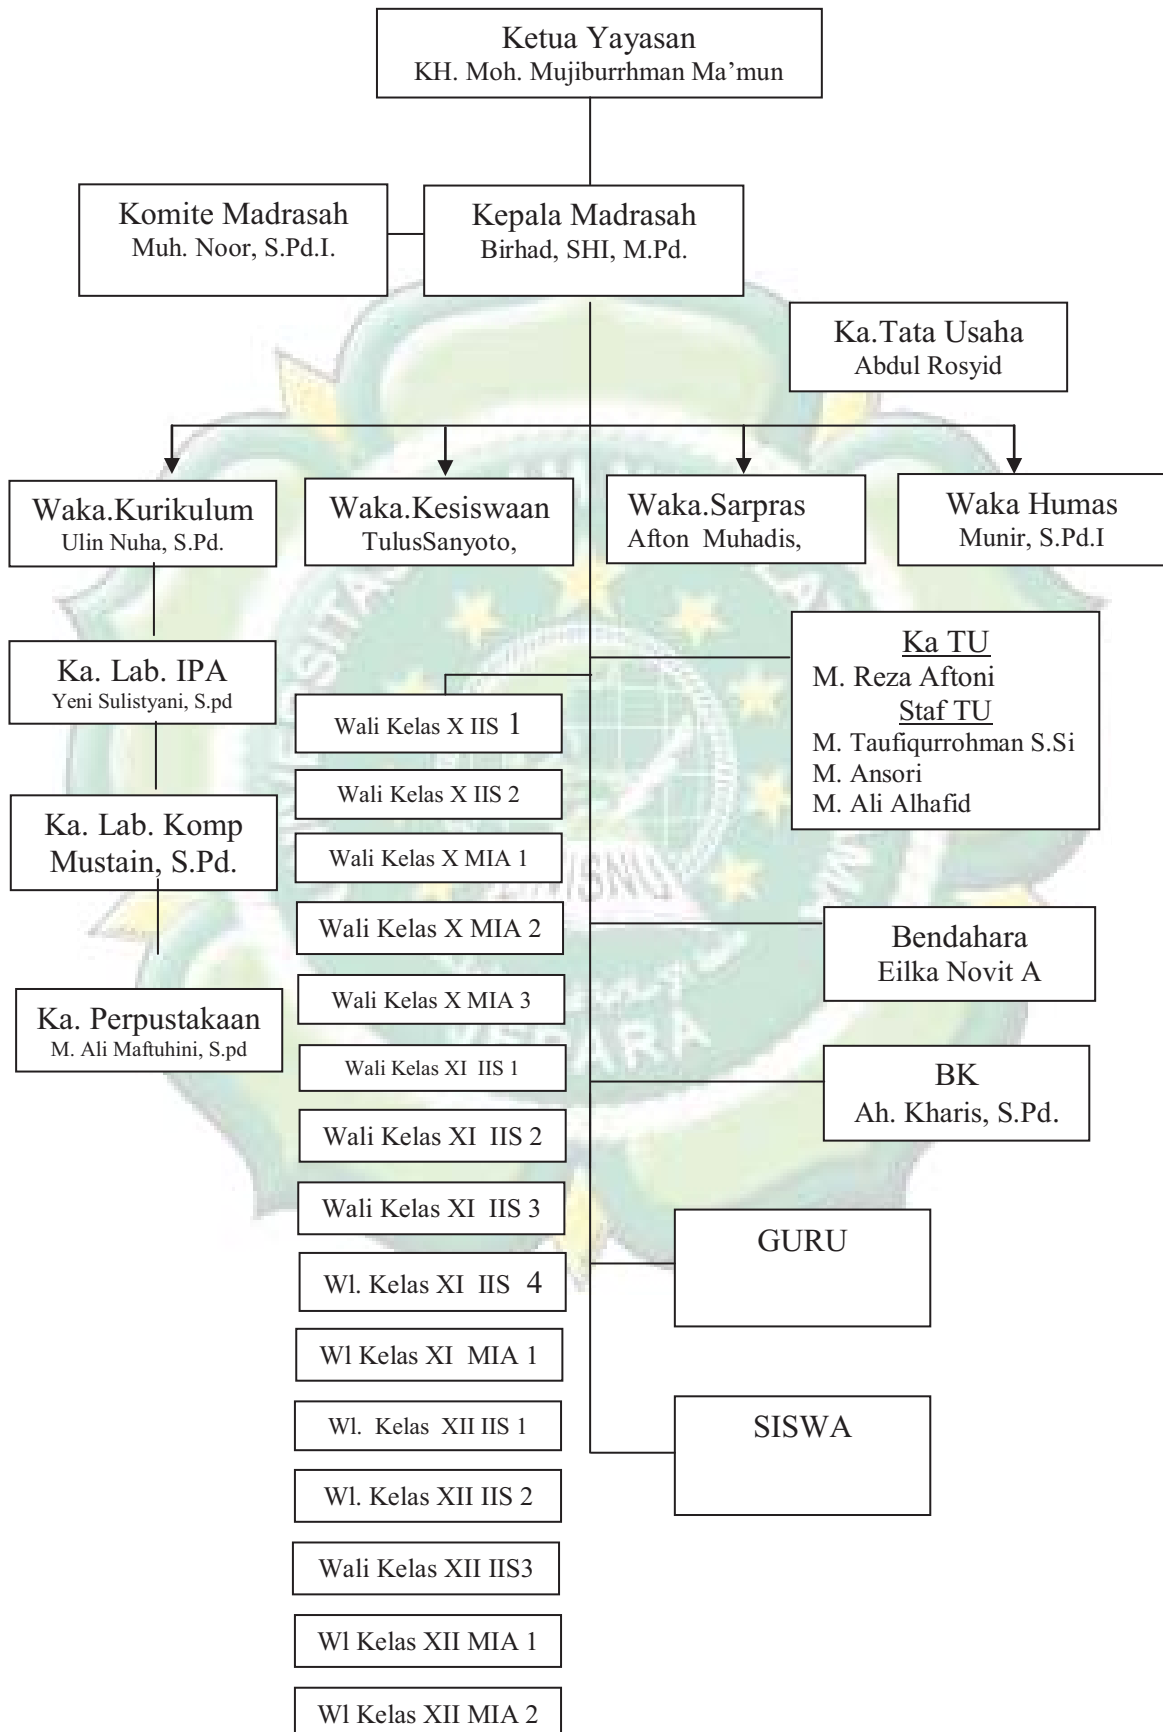 Ketua Yayasan
KH. Moh. Mujiburrhman Ma’mun
Komite Madrasah
Muh. Noor, S.Pd.I.
Kepala Madrasah
Birhad, SHI, M.Pd.
Ka.Tata Usaha
Abdul Rosyid
Waka.Kurikulum
Ulin Nuha, S.Pd.
Waka.Kesiswaan
TulusSanyoto,
Waka.Sarpras
Afton Muhadis,
Waka Humas
Munir, S.Pd.I
Ka. Lab. IPA
Yeni Sulistyani, S.pd
Ka. Lab. Komp
Mustain, S.Pd.
Ka. Perpustakaan
M. Ali Maftuhini, S.pd
Wali Kelas X IIS 1
Wali Kelas X IIS 2
Wali Kelas X MIA 1
Wali Kelas X MIA 2
Wali Kelas X MIA 3
Wali Kelas XI IIS 1
Wali Kelas XI IIS 2
Wali Kelas XI IIS 3
Wl. Kelas XI IIS 4
Wl Kelas XI MIA 1
Wl. Kelas XII IIS 1
Wl. Kelas XII IIS 2
Wali Kelas XII IIS3
Wl Kelas XII MIA 1
Wl Kelas XII MIA 2
Ka TU
M. Reza Aftoni
Staf TU
M. Taufiqurrohman S.Si
M. Ansori
M. Ali Alhafid
Bendahara
Eilka Novit A
BK
Ah. Kharis, S.Pd.
GURU
SISWA
UNISNU
JEPARA